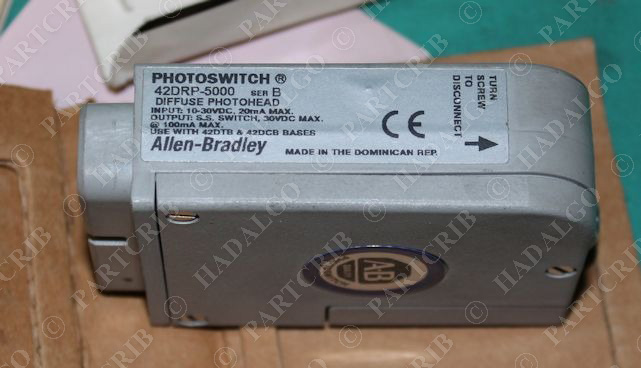 PHOTOSWITCH ®
42DRP-5000 SER B
DIFFUSE PHOTOHEAD
INPUT: 10-30VDC, 20mA MAX.
OUTPUT: S.S. SWITCH, 30VDC MAX.
@ 100mA MAX.
USE WITH 42DTB & 42DCB BASES
Allen-Bradley
MADE IN THE DOMINICAN REP.
CE
TURN
SCREW
TO
DISCONNECT
AB
© HADALGO
© PARTCRIB